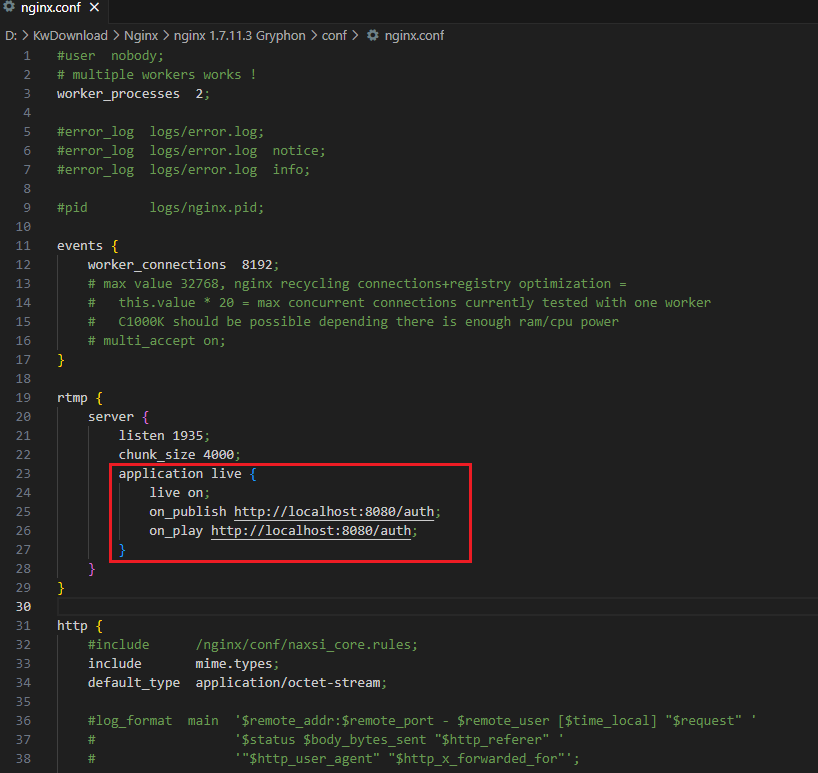 nginx.conf ×
D: > KwDownload > Nginx > nginx 1.7.11.3 Gryphon > conf > nginx.conf
1 #user  nobody;
2 # multiple workers works !
3 worker_processes  2;
4
5 #error_log  logs/error.log;
6 #error_log  logs/error.log  notice;
7 #error_log  logs/error.log  info;
8
9 #pid        logs/nginx.pid;
10
11 events {
12     worker_connections  8192;
13     # max value 32768, nginx recycling connections+registry optimization =
14     #   this.value * 20 = max concurrent connections currently tested with one worker
15     #   C1000K should be possible depending there is enough ram/cpu power
16     # multi_accept on;
17 }
18
19 rtmp {
20     server {
21         listen 1935;
22         chunk_size 4000;
23         application live {
24             live on;
25             on_publish http://localhost:8080/auth;
26             on_play http://localhost:8080/auth;
27         }
28     }
29 }
30
31 http {
32     #include      /nginx/conf/naxsi_core.rules;
33     include       mime.types;
34     default_type  application/octet-stream;
35
36     #log_format  main  '$remote_addr:$remote_port - $remote_user [$time_local] "$request" '
37     #                  '$status $body_bytes_sent "$http_referer" '
38     #                  '"$http_user_agent" "$http_x_forwarded_for"';